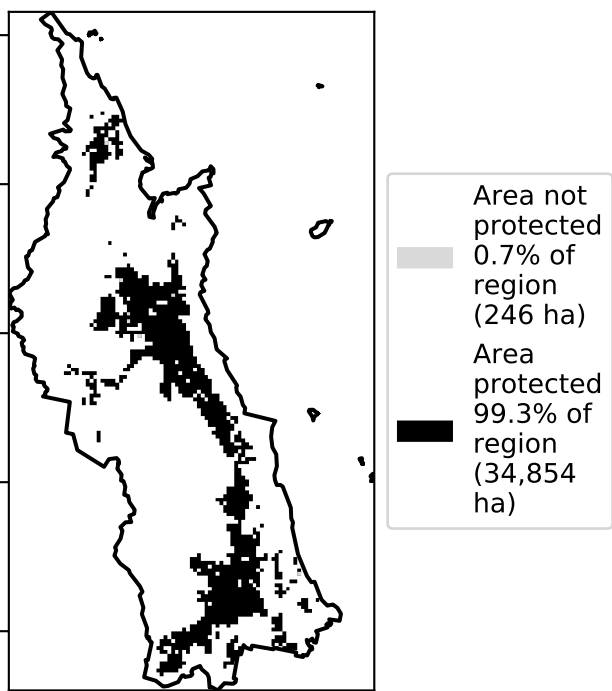 Area not
protected
0.7% of
region
(246 ha)
Area
protected
99.3% of
region
(34,854
ha)